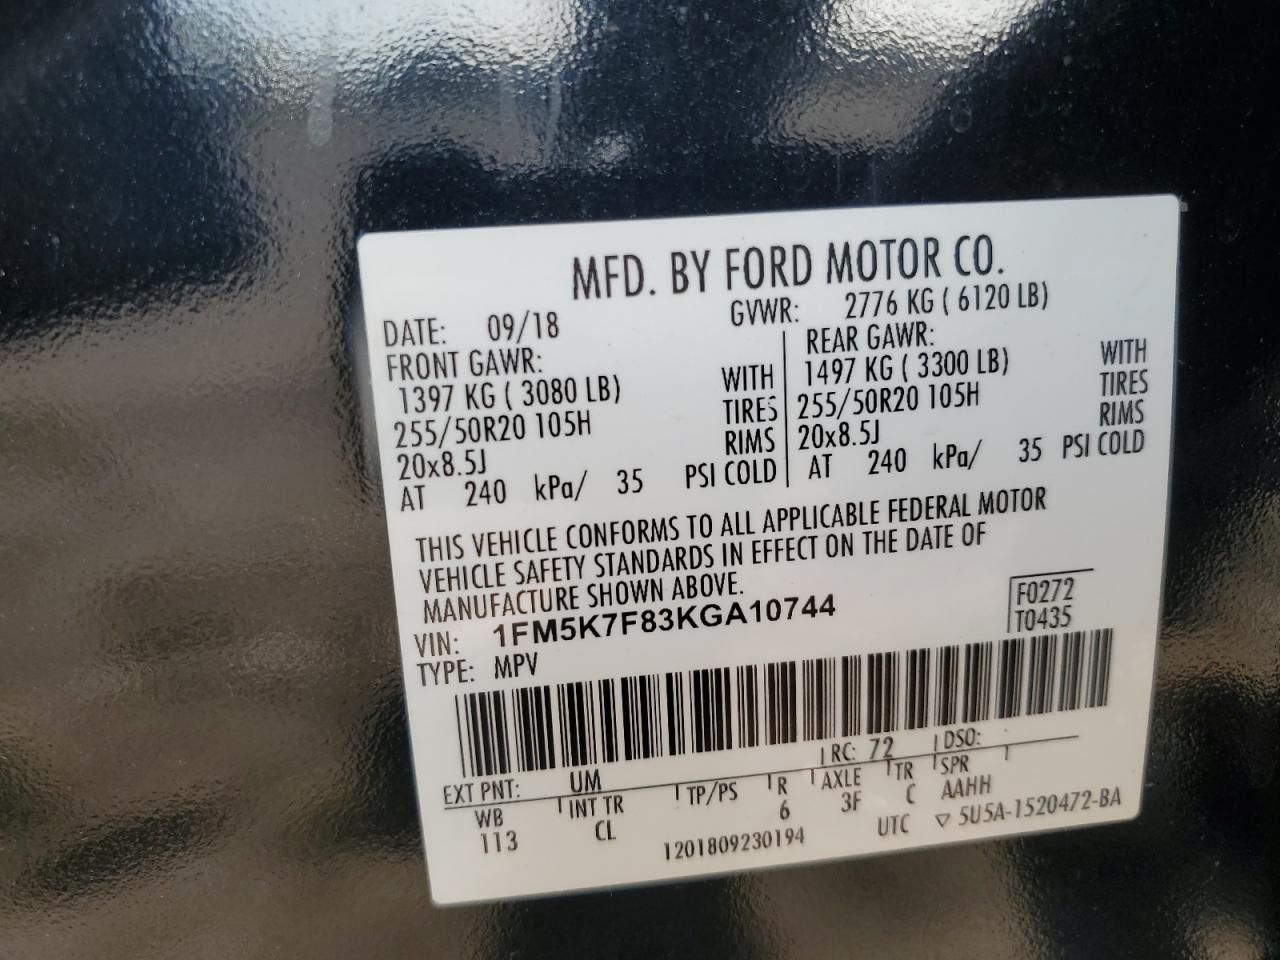 MFD. BY FORD MOTOR CO.
DATE: 09/18 GVWR: 2776 KG ( 6120 LB)
FRONT GAWR: REAR GAWR:
1397 KG ( 3080 LB) WITH 1497 KG ( 3300 LB) WITH
255/50R20 105H TIRES 255/50R20 105H TIRES
20x8.5J RIMS 20x8.5J RIMS
AT 240 kPa/ 35 PSI COLD AT 240 kPa/ 35 PSI COLD
THIS VEHICLE CONFORMS TO ALL APPLICABLE FEDERAL MOTOR
VEHICLE SAFETY STANDARDS IN EFFECT ON THE DATE OF
MANUFACTURE SHOWN ABOVE.
VIN: 1FM5K7F83KGA10744 F0272
TYPE: MPV T0435
EXT PNT: UM RC: 72 DSO:
WB INT TR TP/PS R AXLE TR SPR
113 CL 6 3F C AAHH
1201809230194 UTC ▽ 5U5A-1520472-BA